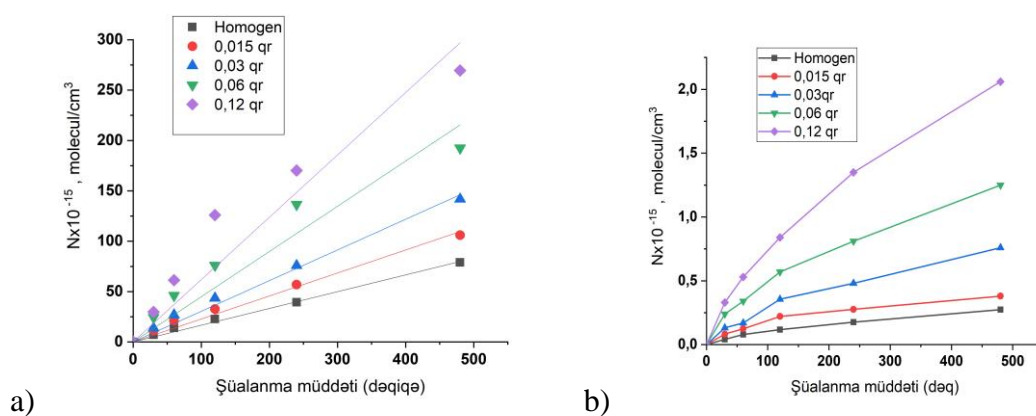 Homogen
0,015 qr
0,03 qr
0,06 qr
0,12 qr
Nx10 -15 , molecul/cm3
300
250
200
150
100
50
0
0 100 200 300 400 500
Şüalanma müddəti (dəqiqə)
a)
Homogen
0,015 qr
0,03qr
0,06 qr
0,12 qr
Nx10 -15 , molecul/cm3
2,0
1,5
1,0
0,5
0,0
0 100 200 300 400 500
Şüalanma müddəti (dəq)
b)